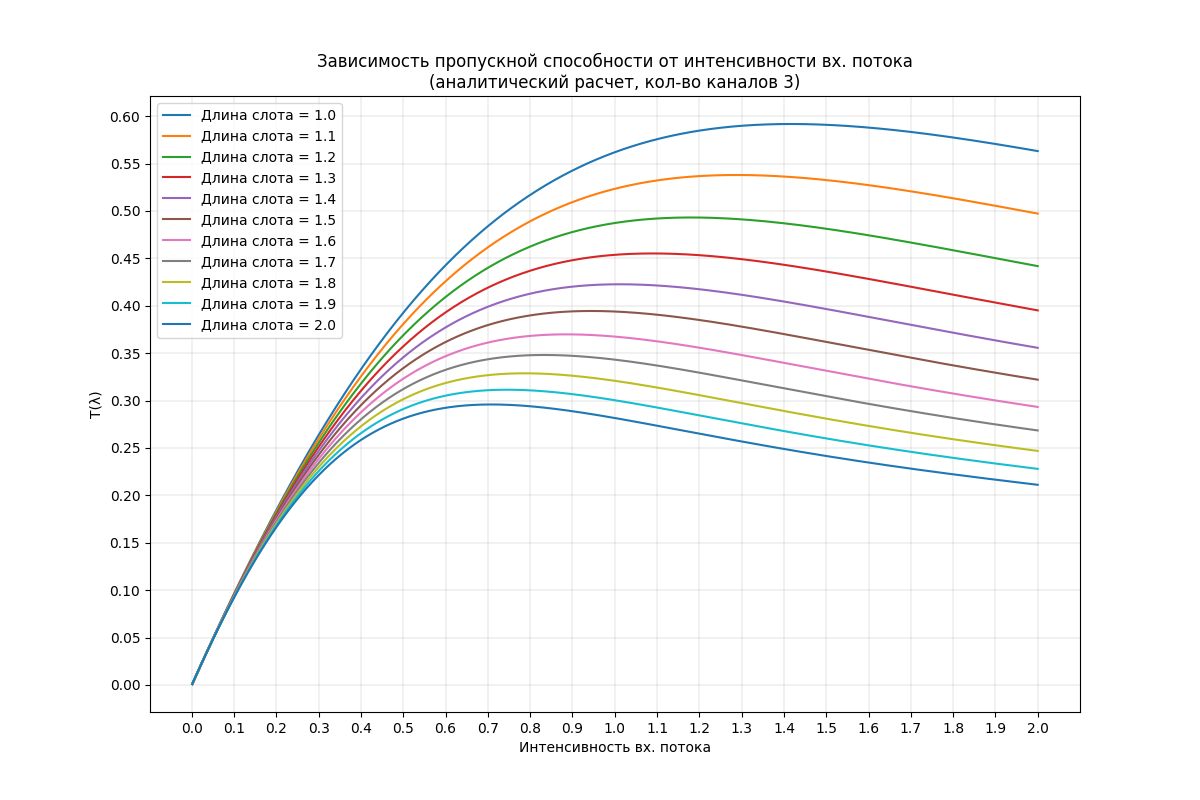 Зависимость пропускной способности от интенсивности вх. потока
(аналитический расчет, кол-во каналов 3)
Длина слота = 1.0
Длина слота = 1.1
Длина слота = 1.2
Длина слота = 1.3
Длина слота = 1.4
Длина слота = 1.5
Длина слота = 1.6
Длина слота = 1.7
Длина слота = 1.8
Длина слота = 1.9
Длина слота = 2.0
0.60
0.55
0.50
0.45
0.40
0.35
0.30
0.25
0.20
0.15
0.10
0.05
0.00
T(λ)
0.0 0.1 0.2 0.3 0.4 0.5 0.6 0.7 0.8 0.9 1.0 1.1 1.2 1.3 1.4 1.5 1.6 1.7 1.8 1.9 2.0
Интенсивность вх. потока